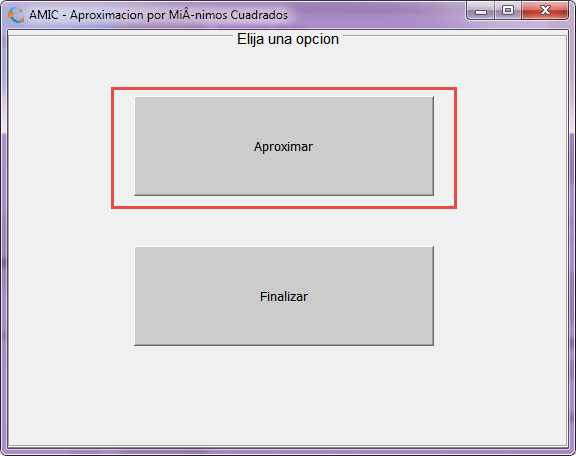 AMIC - Aproximacion por MiÂ-nimos Cuadrados
Elija una opcion
Aproximar
Finalizar